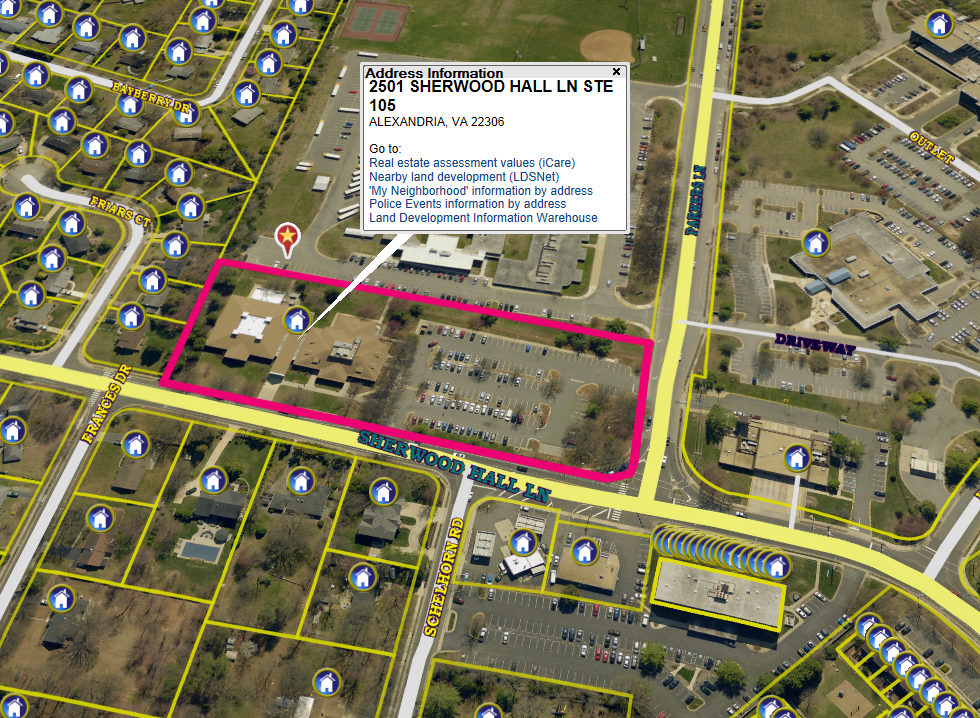 Address Information
2501 SHERWOOD HALL LN STE
105
ALEXANDRIA, VA 22306
Go to:
Real estate assessment values (iCare)
Nearby land development (LDSNet)
'My Neighborhood' information by address
Police Events information by address
Land Development Information Warehouse
BAYBERRY DR
OUTLET
FRIARS CT
PARKERS LN
DRIVEWAY
FRANCES DR
SHERWOOD HALL LN
SCHELHORN RD